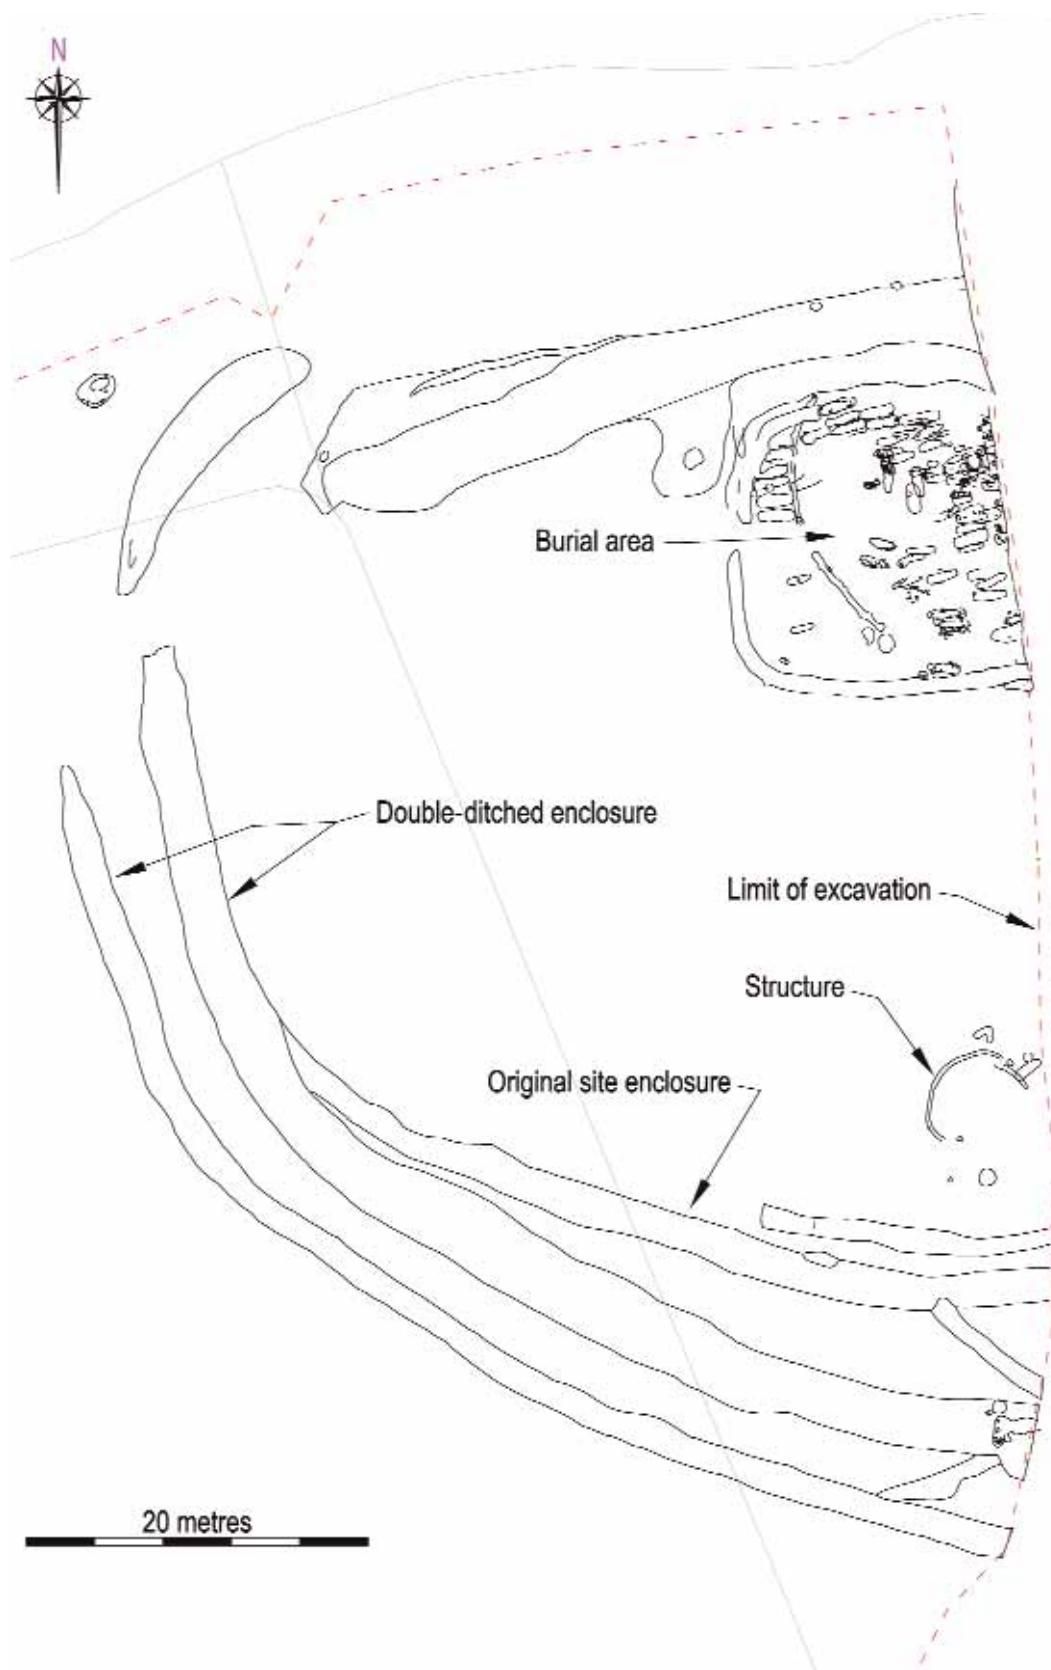 N
Burial area
Double-ditched enclosure
Limit of excavation
Structure
Original site enclosure
20 metres